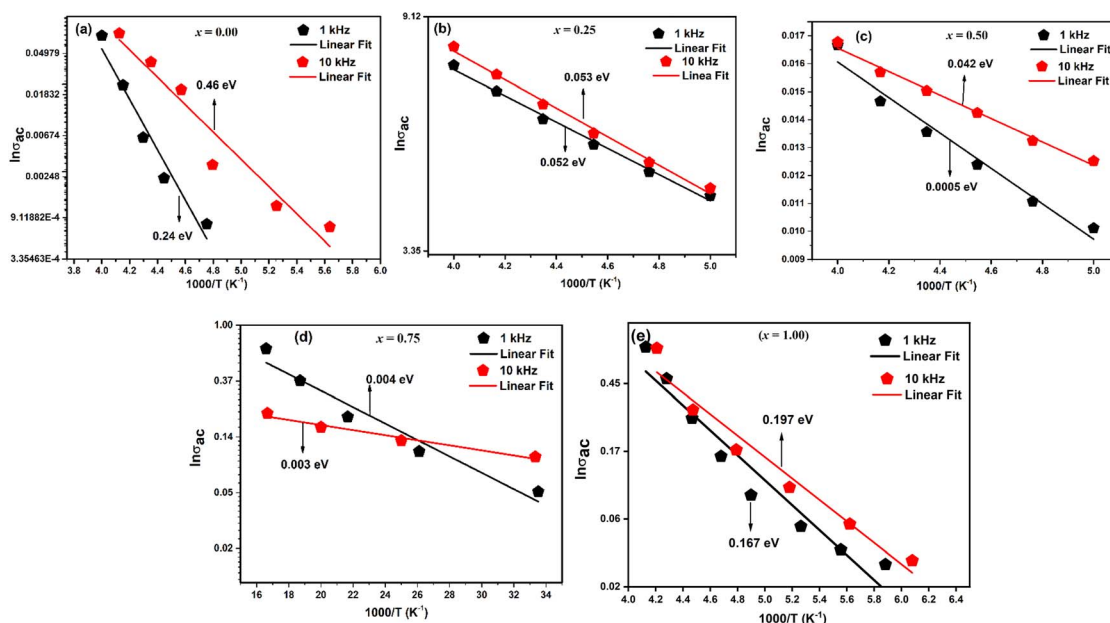 (a)
x = 0.00
1 kHz
Linear Fit
10 kHz
Linear Fit
0.46 eV
0.24 eV
lnσac
0.04979
0.01832
0.00674
0.00248
9.11882E-4
3.35463E-4
3.8 4.0 4.2 4.4 4.6 4.8 5.0 5.2 5.4 5.6 5.8 6.0
1000/T (K-1)
(b)
x = 0.25
1 kHz
Linear Fit
10 kHz
Linea Fit
0.053 eV
0.052 eV
lnσac
9.12
3.35
4.0 4.2 4.4 4.6 4.8 5.0
1000/T (K-1)
(c)
x = 0.50
1 kHz
Linear Fit
10 kHz
Linear Fit
0.042 eV
0.0005 eV
lnσac
0.017
0.016
0.015
0.014
0.013
0.012
0.011
0.010
0.009
4.0 4.2 4.4 4.6 4.8 5.0
1000/T (K-1)
(d)
x = 0.75
1 kHz
Linear Fit
10 kHz
Linear Fit
0.004 eV
0.003 eV
lnσac
1.00
0.37
0.14
0.05
0.02
16 18 20 22 24 26 28 30 32 34 36
1000/T (K-1)
(e)
(x = 1.00)
1 kHz
Linear Fit
10 kHz
Linear Fit
0.197 eV
0.167 eV
lnσac
0.45
0.17
0.06
0.02
4.0 4.2 4.4 4.6 4.8 5.0 5.2 5.4 5.6 5.8 6.0 6.2 6.4
1000/T (K-1)